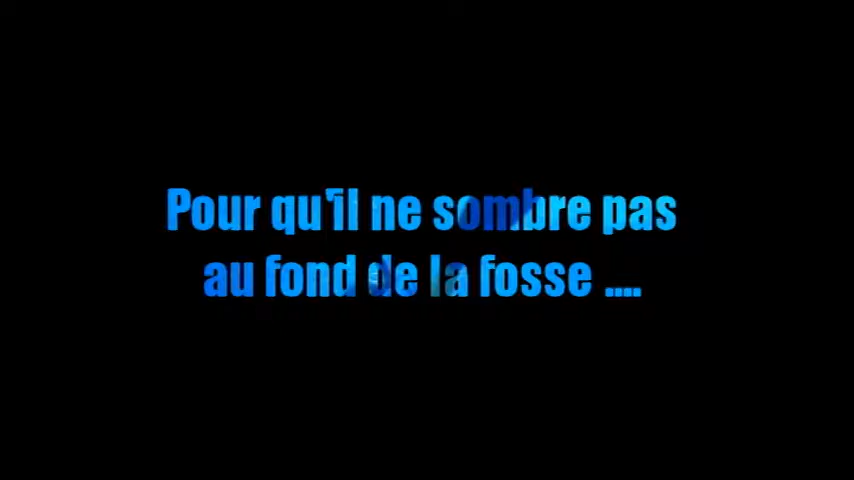 Pour qu'il ne sombre pas
au fond de la fosse ....